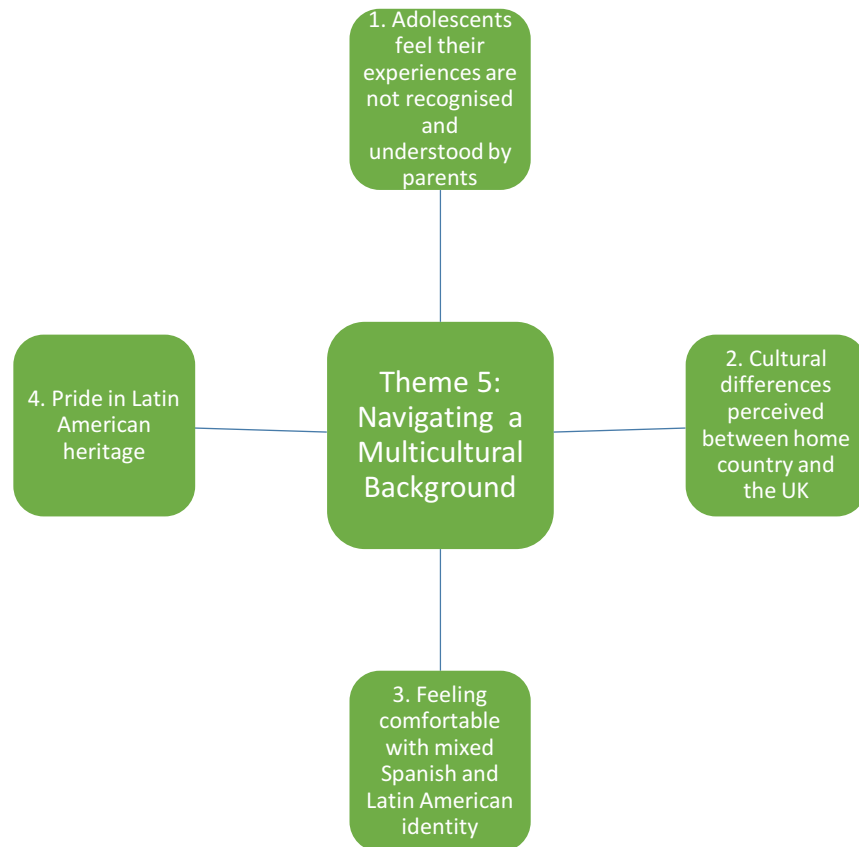 1. Adolescents
feel their
experiences are
not recognised
and
understood by
parents
Theme 5:
Navigating a
Multicultural
Background
2. Cultural
differences
perceived
between home
country and
the UK
3. Feeling
comfortable
with mixed
Spanish and
Latin American
identity
4. Pride in Latin
American
heritage